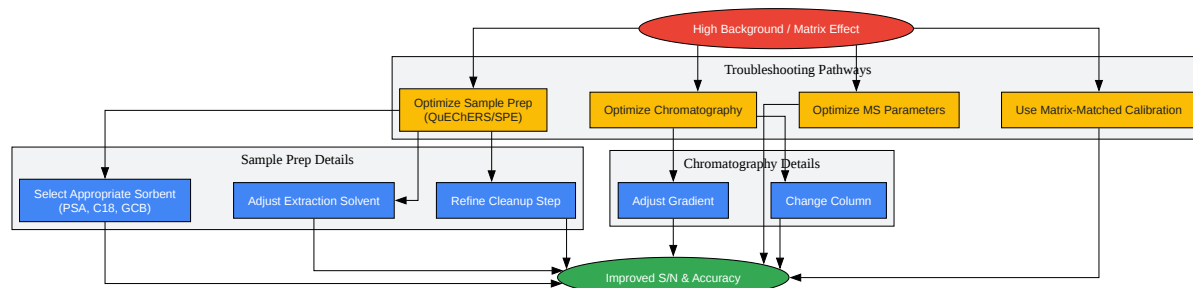 High Background / Matrix Effect
Troubleshooting Pathways
Optimize Sample Prep
(QuEChERS/SPE)
Optimize Chromatography
Optimize MS Parameters
Use Matrix-Matched Calibration
Sample Prep Details
Chromatography Details
Select Appropriate Sorbent
(PSA, C18, GCB)
Adjust Extraction Solvent
Refine Cleanup Step
Adjust Gradient
Change Column
Improved S/N & Accuracy